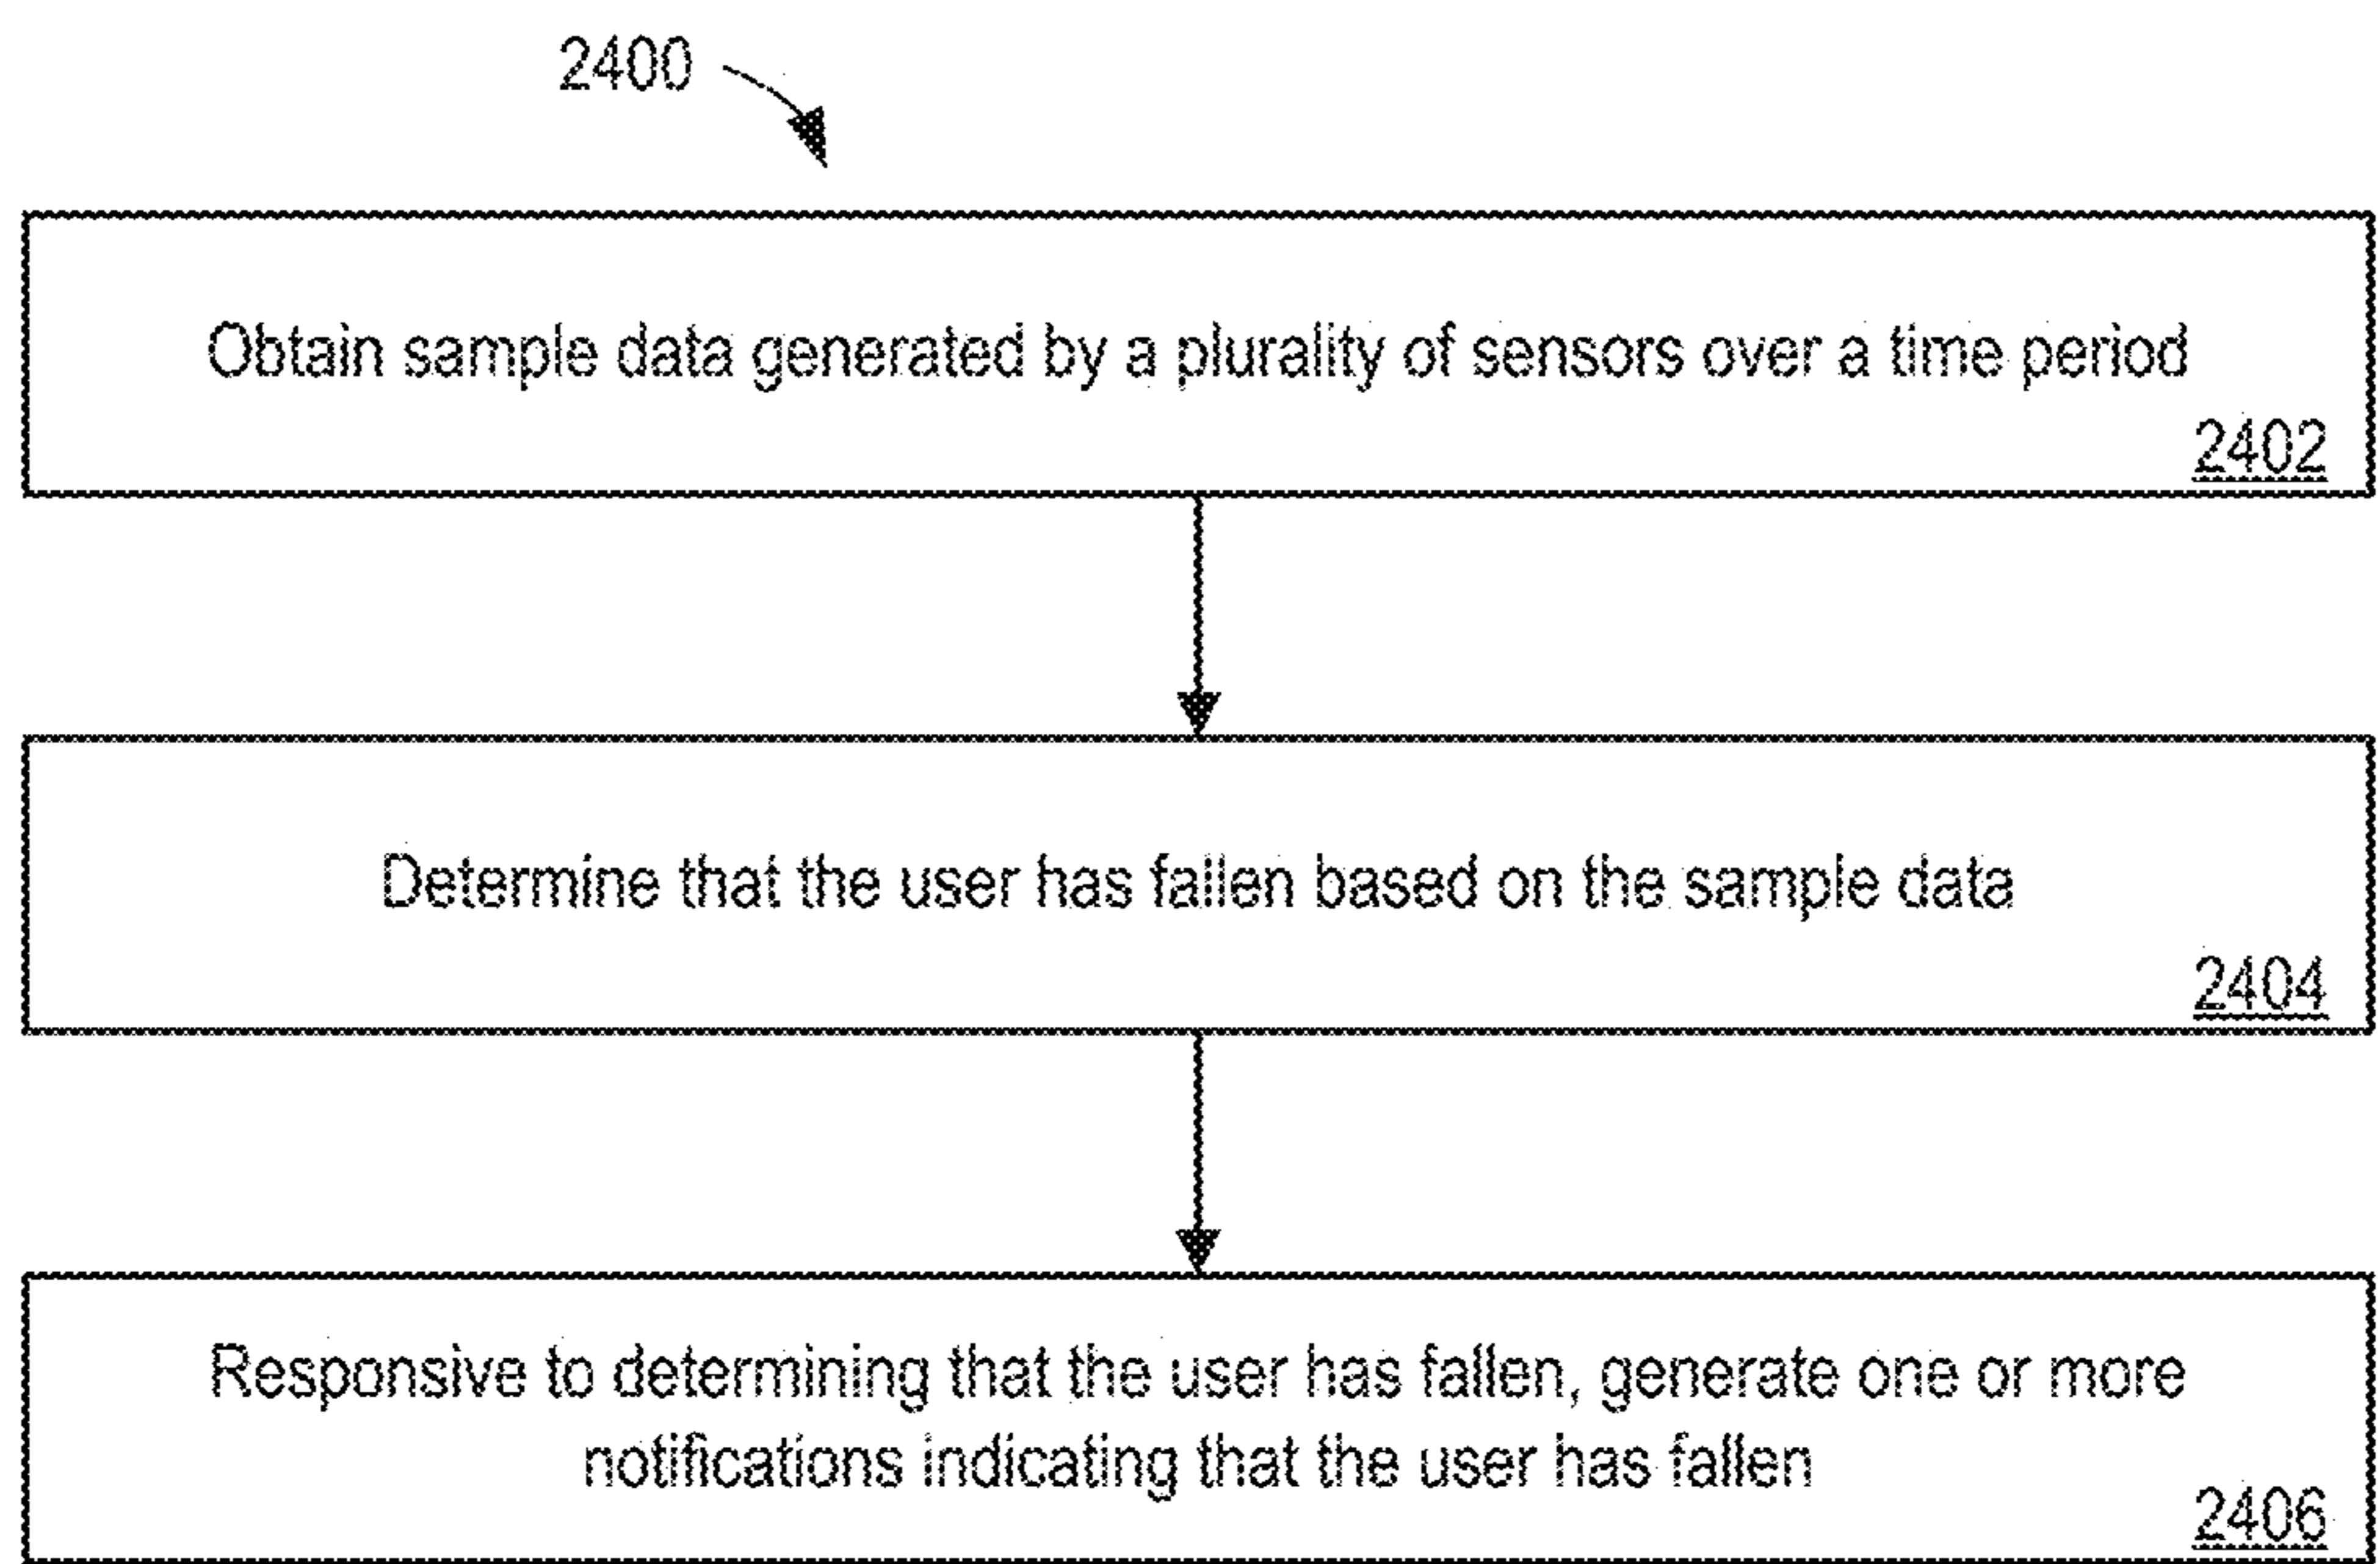 2400
Obtain sample data generated by a plurality of sensors over a time period
2402
Determine that the user has fallen based on the sample data
2404
Responsive to determining that the user has fallen, generate one or more
notifications indicating that the user has fallen
2406